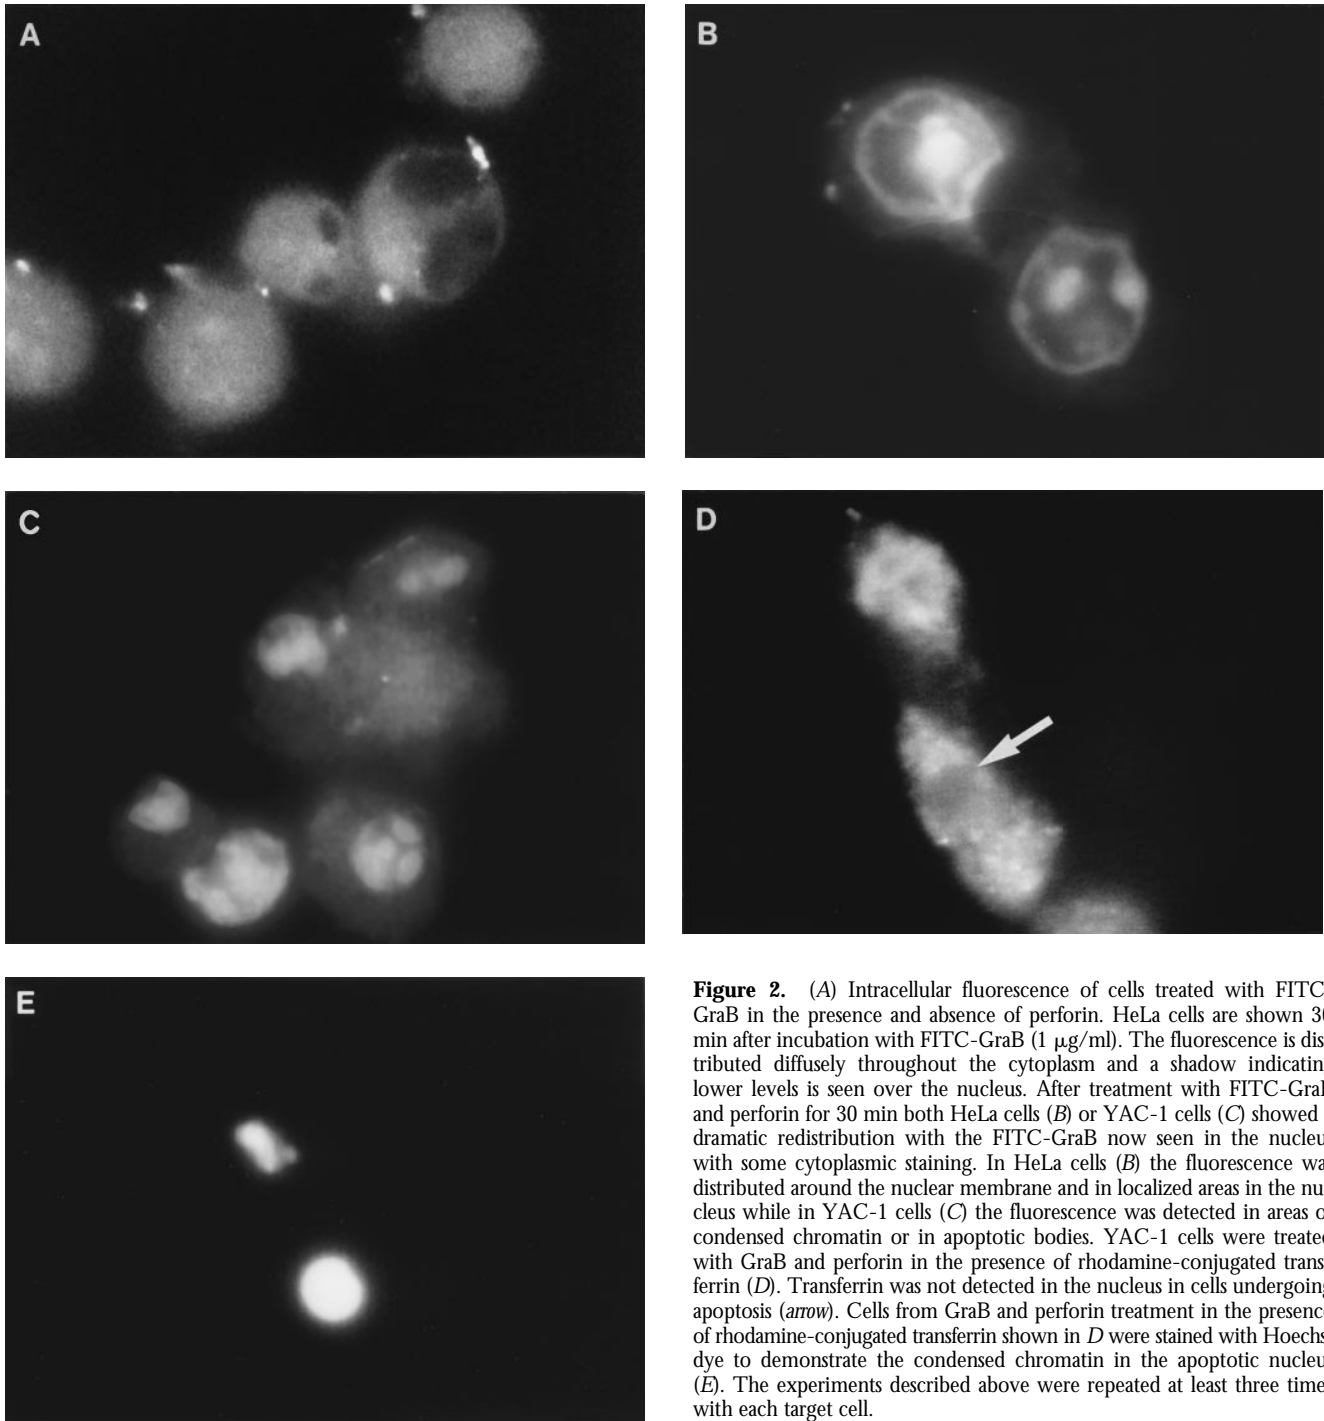 A
B
C
D
E
Figure 2. (A) Intracellular fluorescence of cells treated with FITC-
GraB in the presence and absence of perforin. HeLa cells are shown 30
min after incubation with FITC-GraB (1 μg/ml). The fluorescence is dis-
tributed diffusely throughout the cytoplasm and a shadow indicatin
lower levels is seen over the nucleus. After treatment with FITC-Gra
and perforin for 30 min both HeLa cells (B) or YAC-1 cells (C) showed
dramatic redistribution with the FITC-GraB now seen in the nucleu
with some cytoplasmic staining. In HeLa cells (B) the fluorescence wa
distributed around the nuclear membrane and in localized areas in the nu-
cleus while in YAC-1 cells (C) the fluorescence was detected in areas o
condensed chromatin or in apoptotic bodies. YAC-1 cells were treated
with GraB and perforin in the presence of rhodamine-conjugated trans-
ferrin (D). Transferrin was not detected in the nucleus in cells undergoing
apoptosis (arrow). Cells from GraB and perforin treatment in the presenc
of rhodamine-conjugated transferrin shown in D were stained with Hoechs
dye to demonstrate the condensed chromatin in the apoptotic nucleu
(E). The experiments described above were repeated at least three time
with each target cell.